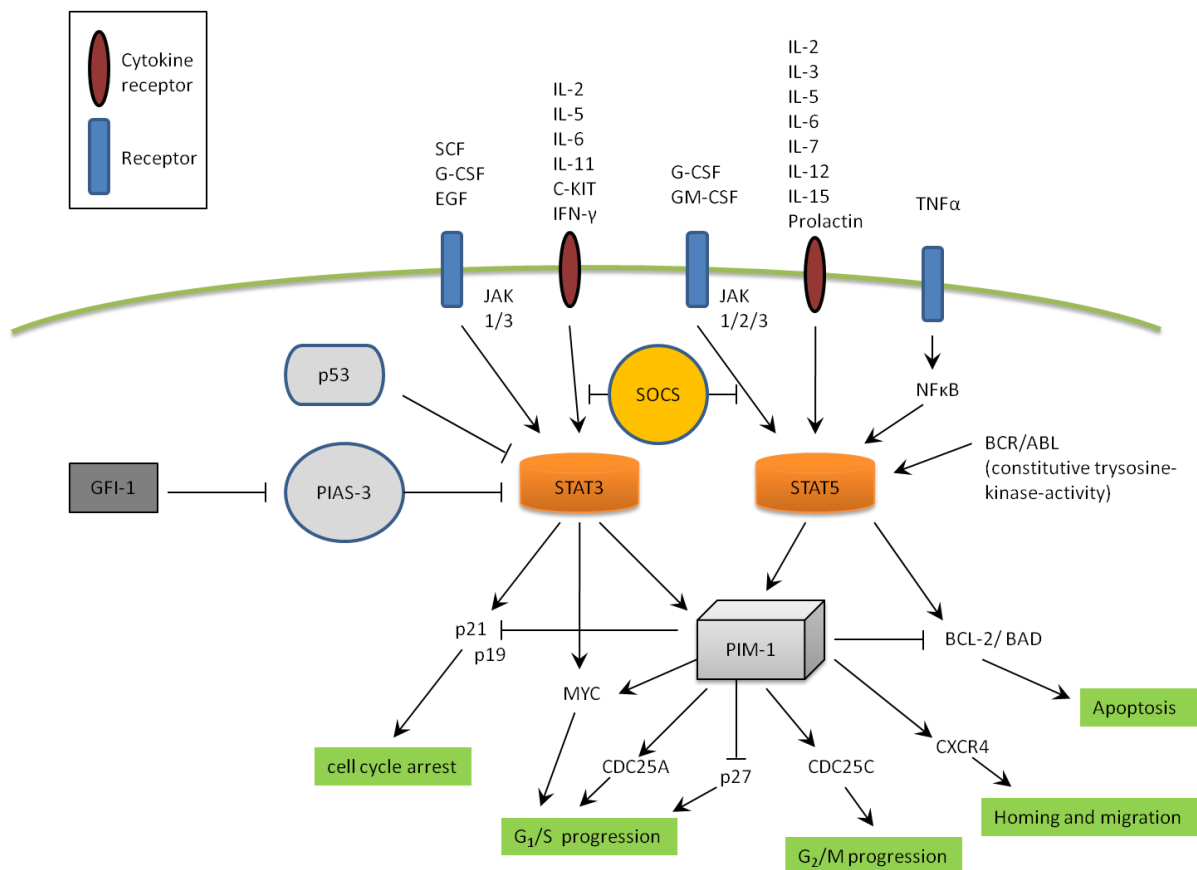 Cytokine
receptor
Receptor
SCF
G-CSF
EGF
IL-2
IL-5
IL-6
IL-11
C-KIT
IFN-γ
G-CSF
GM-CSF
IL-2
IL-3
IL-5
IL-6
IL-7
IL-12
IL-15
Prolactin
TNFα
JAK
1/3
JAK
1/2/3
p53
SOCS
NFκB
GFI-1
PIAS-3
STAT3
STAT5
BCR/ABL
(constitutive trysosine-
kinase-activity)
p21
p19
PIM-1
BCL-2/ BAD
MYC
Apoptosis
cell cycle arrest
CDC25A
p27
CDC25C
CXCR4
G₁/S progression
G₂/M progression
Homing and migration